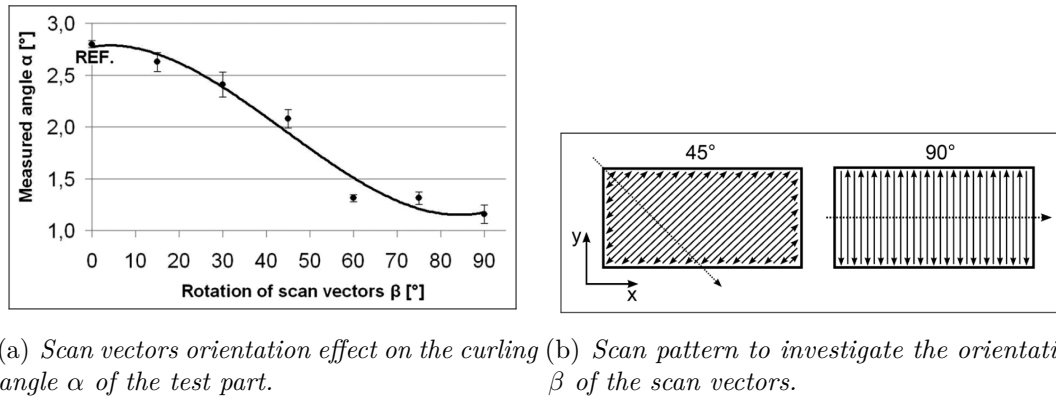 3,0
2,5
2,0
1,5
1,0
Measured angle α [°]
REF.
0 10 20 30 40 50 60 70 80 90
Rotation of scan vectors β [°]
45°
90°
y
x
(a) Scan vectors orientation effect on the curling
angle α of the test part.
(b) Scan pattern to investigate the
β of the scan vectors.